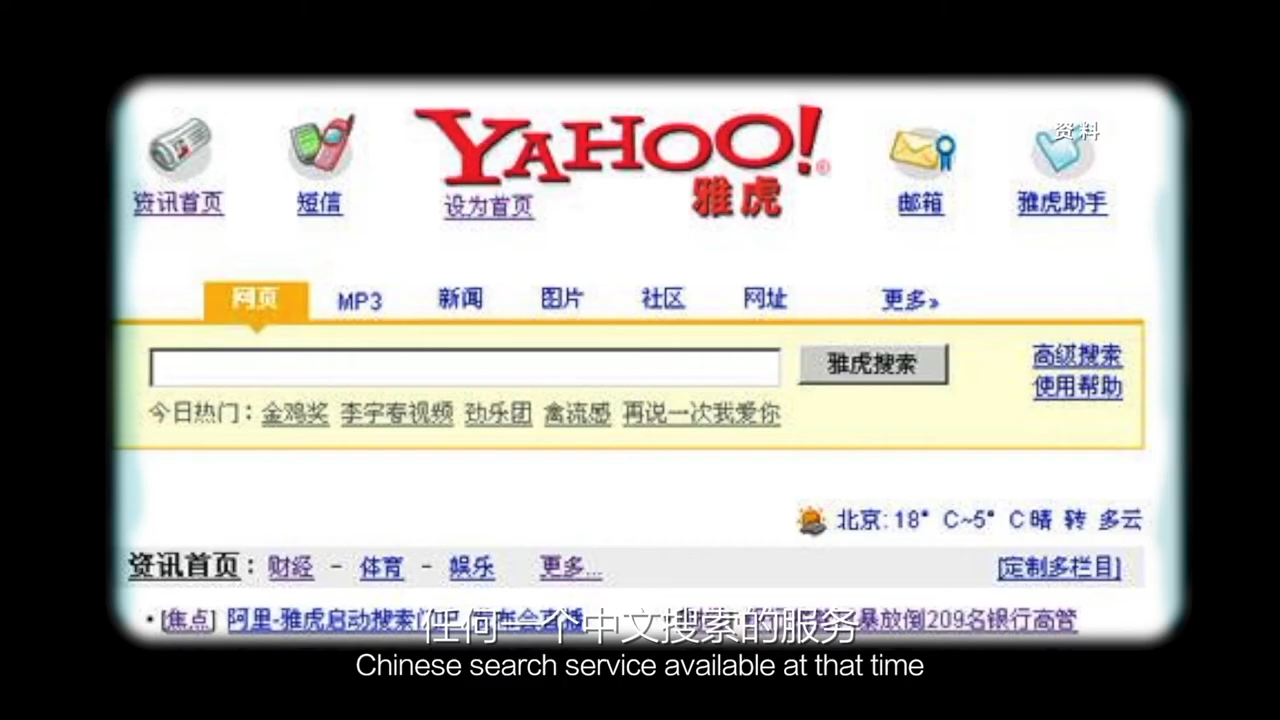 YAHOO!®
雅虎
资料
资讯首页 短信 设为首页 邮箱 雅虎助手
网页 MP3 新闻 图片 社区 网址 更多»
雅虎搜索 高级搜索
使用帮助
今日热门：金鸡奖 李宇春视频 劲乐团 禽流感 再说一次我爱你
北京: 18° C~5° C 晴 转 多云
资讯首页： 财经 - 体育 - 娱乐 更多... [定制多栏目]
·[焦点] 阿里-雅虎启动搜索 暴放倒209名银行高管
任何一个中文搜索的服务
Chinese search service available at that time